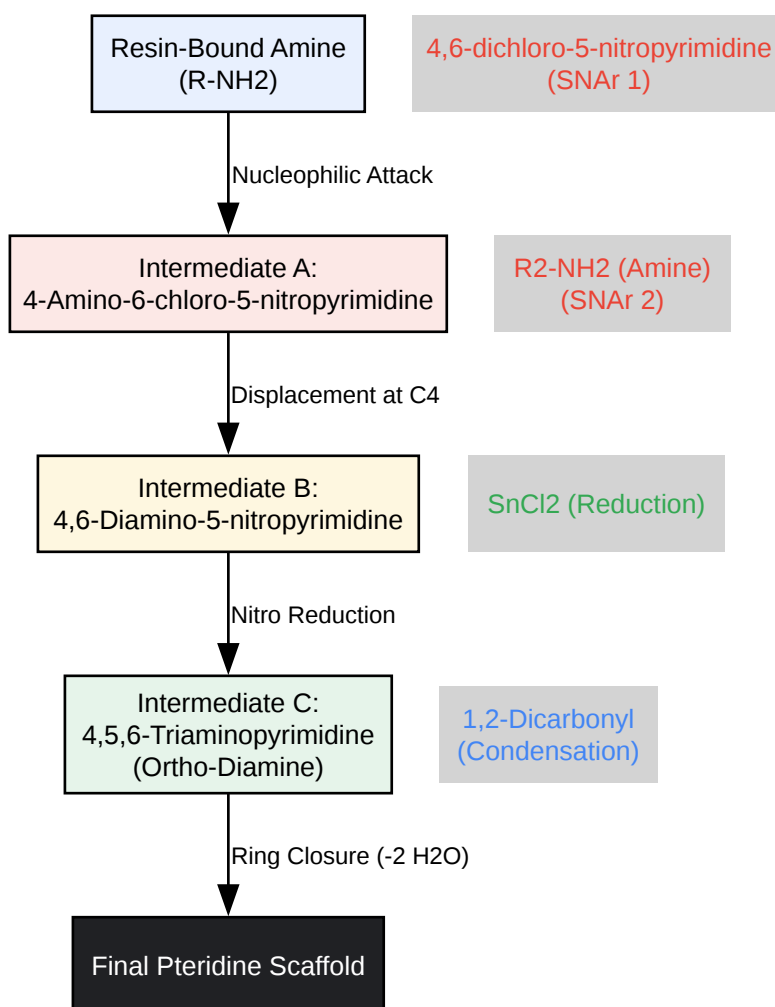 Resin-Bound Amine
(R-NH2)
4,6-dichloro-5-nitropyrimidine
(SNAr 1)
Nucleophilic Attack
Intermediate A:
4-Amino-6-chloro-5-nitropyrimidine
R2-NH2 (Amine)
(SNAr 2)
Displacement at C4
Intermediate B:
4,6-Diamino-5-nitropyrimidine
SnCl2 (Reduction)
Nitro Reduction
Intermediate C:
4,5,6-Triaminopyrimidine
(Ortho-Diamine)
1,2-Dicarbonyl
(Condensation)
Ring Closure (-2 H2O)
Final Pteridine Scaffold